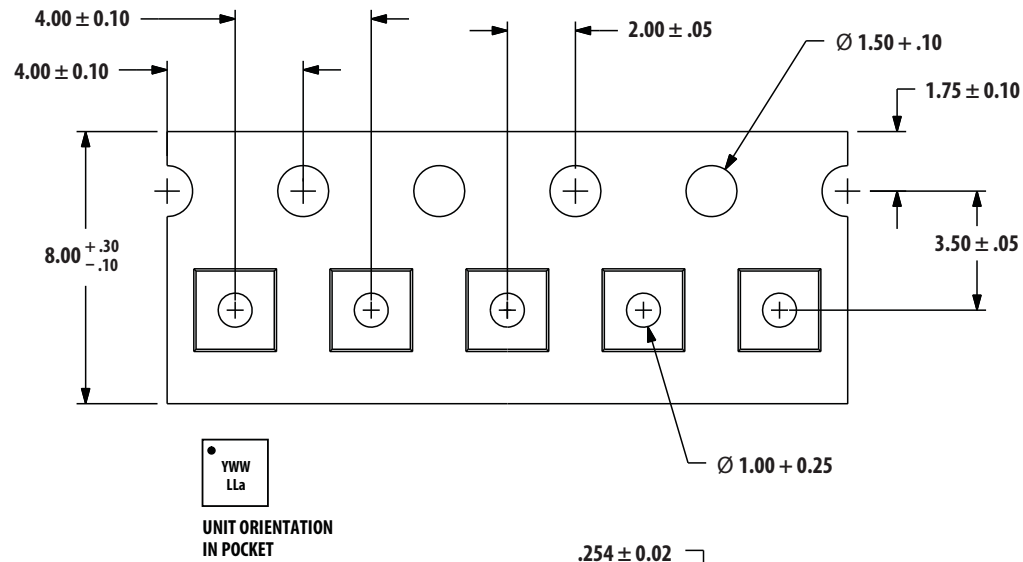 4.00 ± 0.10
2.00 ± .05
Ø 1.50 + .10
4.00 ± 0.10
1.75 ± 0.10
8.00 + .30
− .10
3.50 ± .05
Ø 1.00 + 0.25
YWW
LLa
UNIT ORIENTATION
IN POCKET
.254 ± 0.02